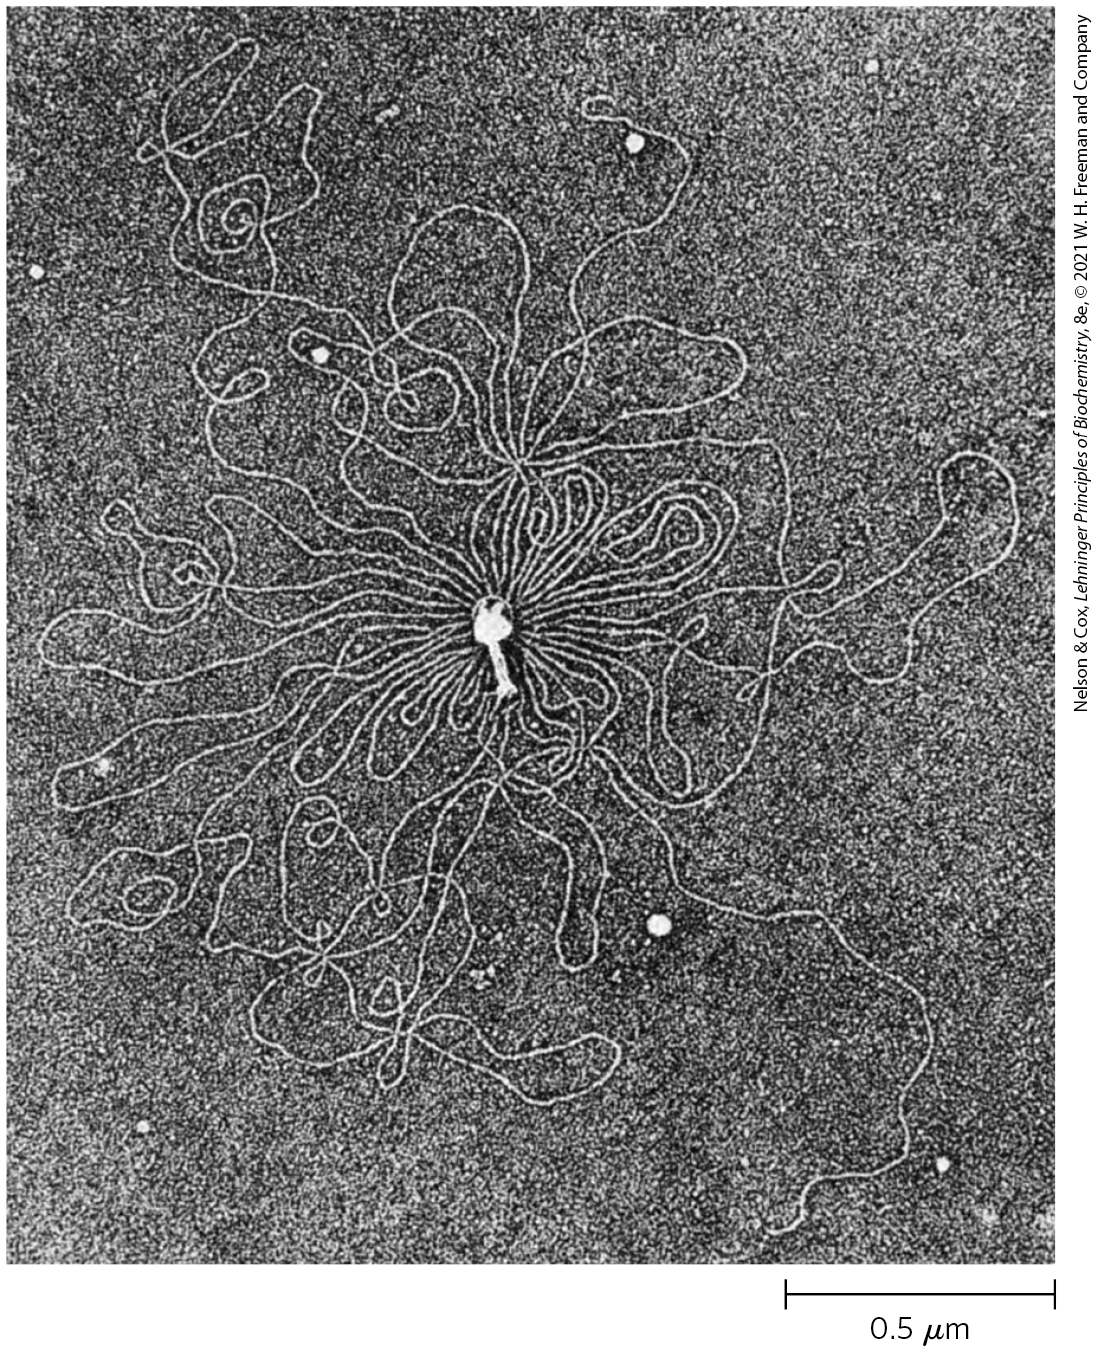 Nelson & Cox, Lehninger Principles of Biochemistry, 8e, © 2021 W. H. Freeman and Company
0.5 μm